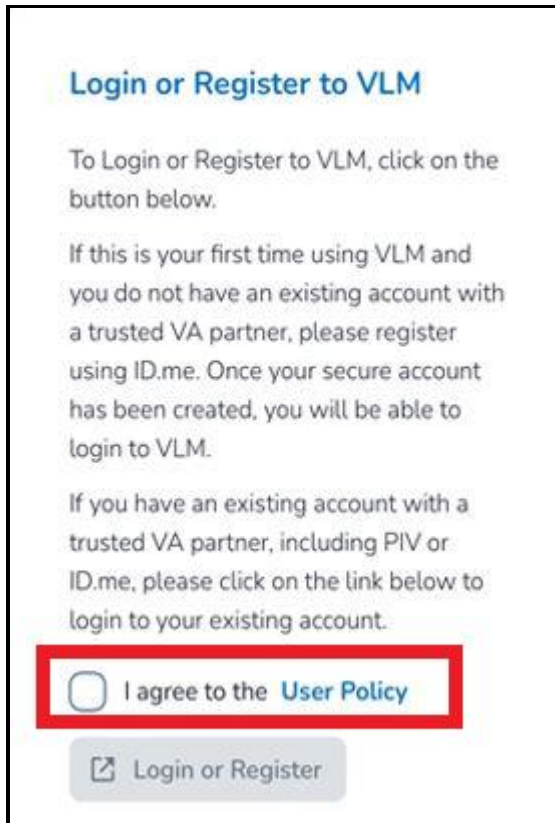 Login or Register to VLM
To Login or Register to VLM, click on the
button below.
If this is your first time using VLM and
you do not have an existing account with
a trusted VA partner, please register
using ID.me. Once your secure account
has been created, you will be able to
login to VLM.
If you have an existing account with a
trusted VA partner, including PIV or
ID.me, please click on the link below to
login to your existing account.
I agree to the User Policy
Login or Register